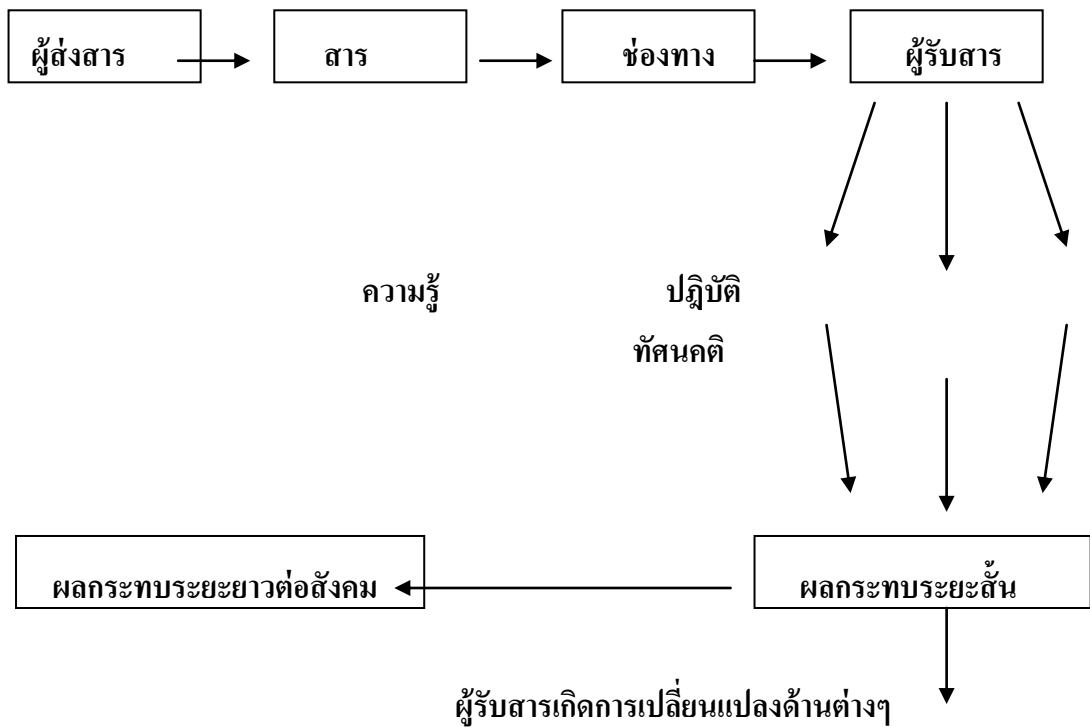 ผู้ส่งสาร สาร ช่องทาง ผู้รับสาร
ความรู้ ปฎิบัติ
ทัศนคติ
ผลกระทบระยะยาวต่อสังคม ผลกระทบระยะสั้น
ผู้รับสารเกิดการเปลี่ยนแปลงด้านต่างๆ